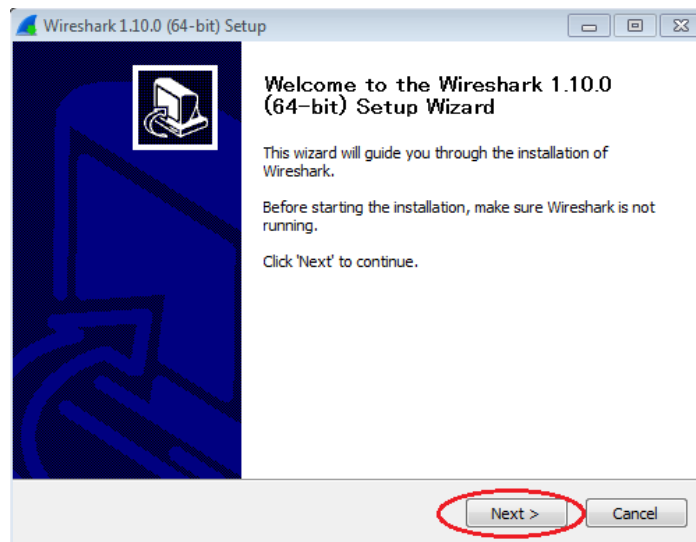 Wireshark 1.10.0 (64-bit) Setup
Welcome to the Wireshark 1.10.0
(64-bit) Setup Wizard
This wizard will guide you through the installation of
Wireshark.
Before starting the installation, make sure Wireshark is not
running.
Click 'Next' to continue.
Next >
Cancel